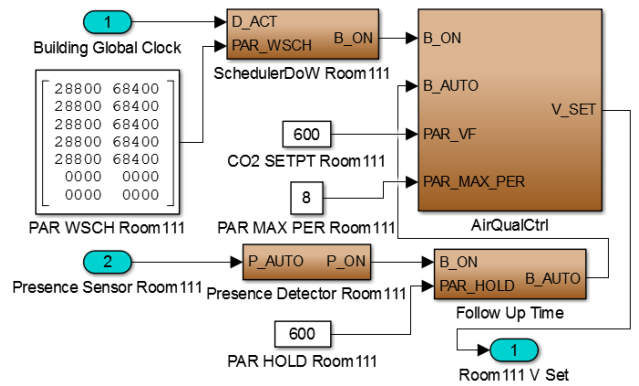 1
Building Global Clock
D_ACT
PAR_WSCH
B_ON
SchedulerDoW Room111
28800 68400
28800 68400
28800 68400
28800 68400
28800 68400
0000 0000
0000 0000
PAR WSCH Room111
600
CO2 SETPT Room111
8
PAR MAX PER Room111
B_ON
B_AUTO
PAR_VF
PAR_MAX_PER
V_SET
AirQualCtrl
2
Presence Sensor Room111
P_AUTO P_ON
Presence Detector Room111
600
PAR HOLD Room111
B_ON
PAR_HOLD
B_AUTO
Follow Up Time
1
Room111 V Set